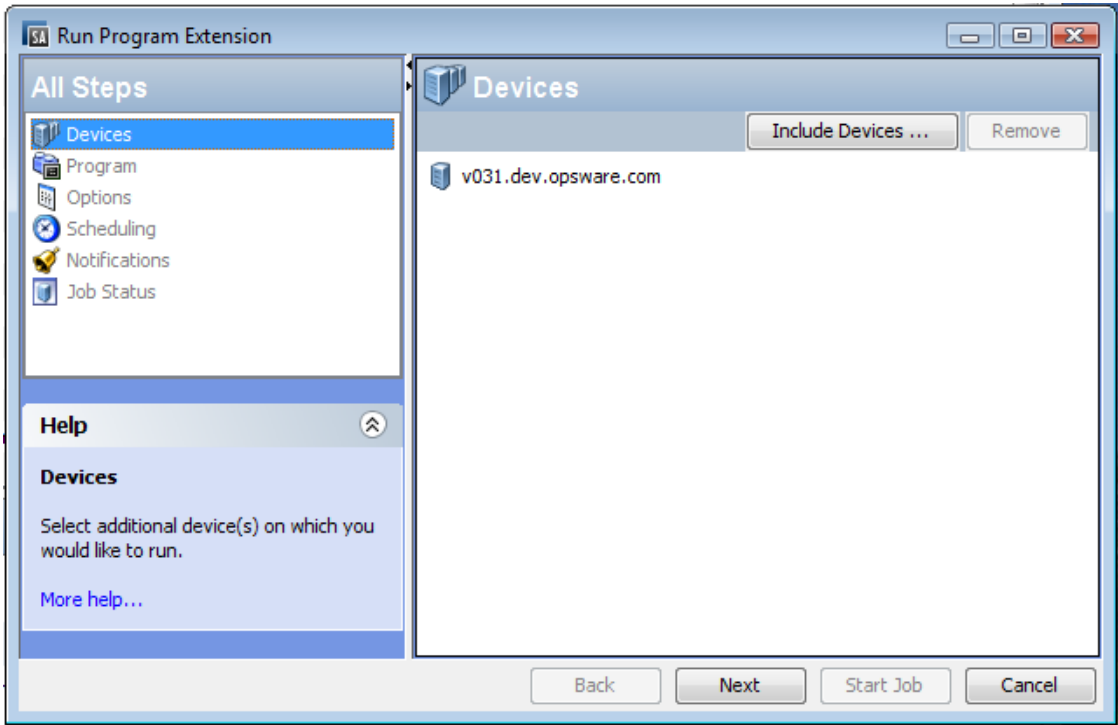 SA Run Program Extension
All Steps
Devices
Program
Options
Scheduling
Notifications
Job Status
Help
Devices
Select additional device(s) on which you
would like to run.
More help...
Devices
Include Devices ...
Remove
v031.dev.opsware.com
Back
Next
Start Job
Cancel